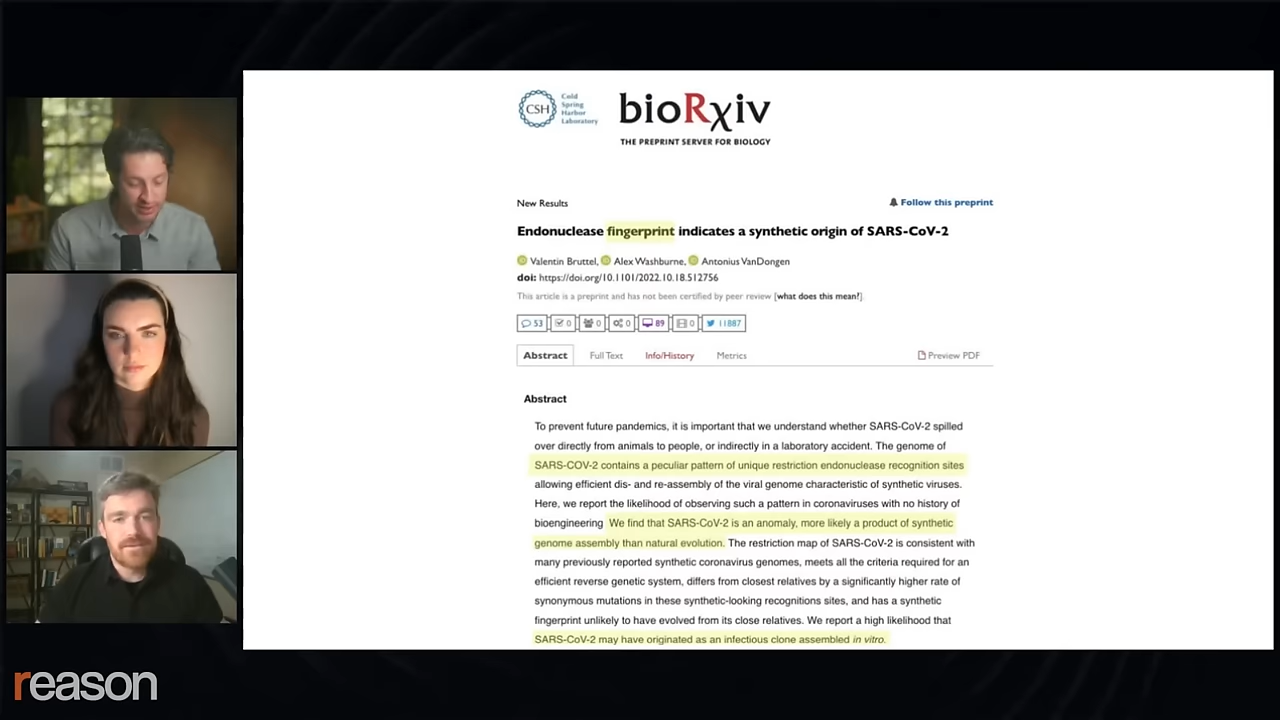 CSH
Cold
Spring
Harbor
Laboratory
bioRχiv
THE PREPRINT SERVER FOR BIOLOGY
New Results
Follow this preprint
Endonuclease fingerprint indicates a synthetic origin of SARS-CoV-2
Valentin Bruttel, Alex Washburne, Antonius VanDongen
doi: https://doi.org/10.1101/2022.10.18.512756
This article is a preprint and has not been certified by peer review [what does this mean?].
53 0 0 0 89 0 11887
Abstract Full Text Info/History Metrics Preview PDF
Abstract
To prevent future pandemics, it is important that we understand whether SARS-CoV-2 spilled
over directly from animals to people, or indirectly in a laboratory accident. The genome of
SARS-COV-2 contains a peculiar pattern of unique restriction endonuclease recognition sites
allowing efficient dis- and re-assembly of the viral genome characteristic of synthetic viruses.
Here, we report the likelihood of observing such a pattern in coronaviruses with no history of
bioengineering We find that SARS-CoV-2 is an anomaly, more likely a product of synthetic
genome assembly than natural evolution. The restriction map of SARS-CoV-2 is consistent with
many previously reported synthetic coronavirus genomes, meets all the criteria required for an
efficient reverse genetic system, differs from closest relatives by a significantly higher rate of
synonymous mutations in these synthetic-looking recognitions sites, and has a synthetic
fingerprint unlikely to have evolved from its close relatives. We report a high likelihood that
SARS-CoV-2 may have originated as an infectious clone assembled in vitro.
reason